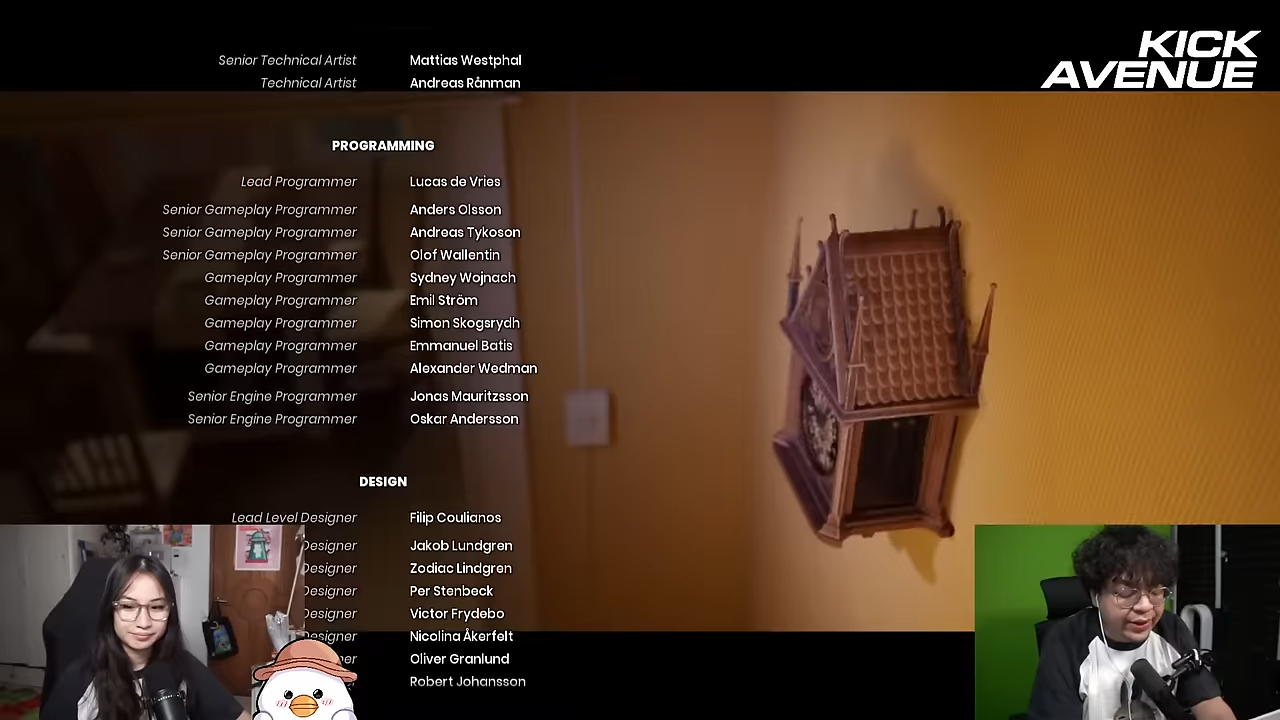 KICK
AVENUE
Senior Technical Artist Mattias Westphal
Technical Artist Andreas Rånman
PROGRAMMING
Lead Programmer Lucas de Vries
Senior Gameplay Programmer Anders Olsson
Senior Gameplay Programmer Andreas Tykoson
Senior Gameplay Programmer Olof Wallentin
Gameplay Programmer Sydney Wojnach
Gameplay Programmer Emil Ström
Gameplay Programmer Simon Skogsrydh
Gameplay Programmer Emmanuel Batis
Gameplay Programmer Alexander Wedman
Senior Engine Programmer Jonas Mauritzsson
Senior Engine Programmer Oskar Andersson
DESIGN
Lead Level Designer Filip Coulianos
Designer Jakob Lundgren
Designer Zodiac Lindgren
Designer Per Stenbeck
Designer Victor Frydebo
Designer Nicolina Åkerfelt
Oliver Granlund
Robert Johansson